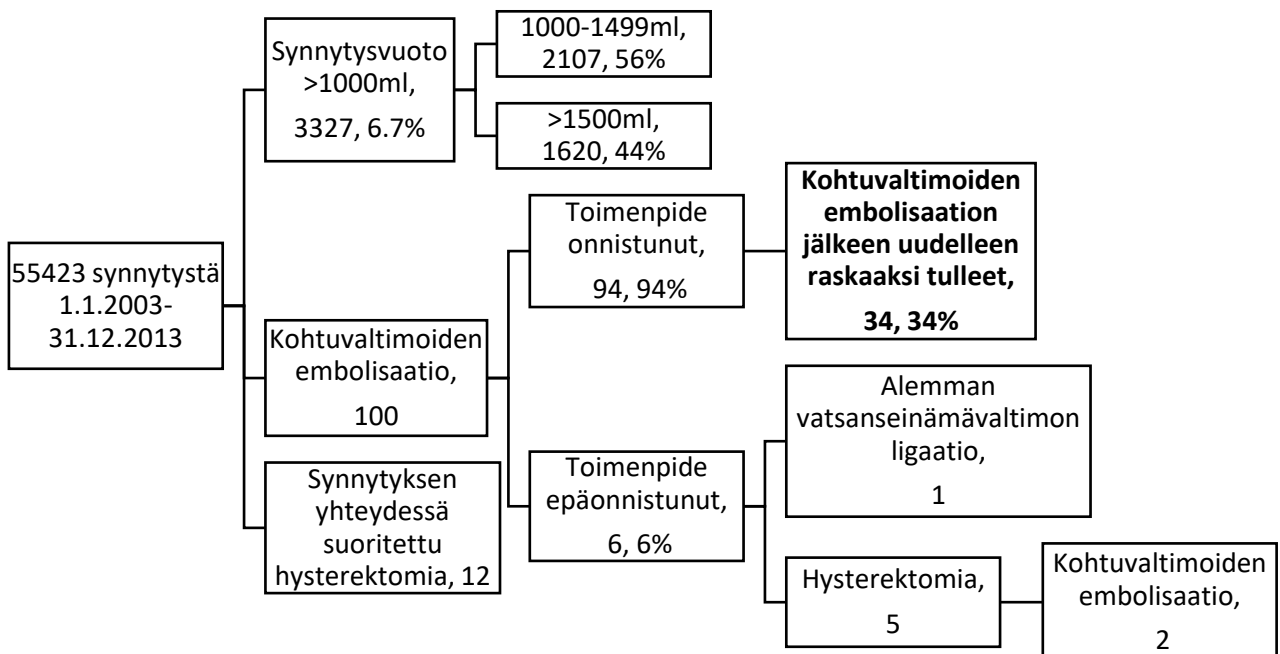 55423 synnytystä
1.1.2003-
31.12.2013
Synnytysvuoto
>1000ml,
3327, 6.7%
1000-1499ml,
2107, 56%
>1500ml,
1620, 44%
Kohtuvaltimoiden
embolisaatio,
100
Toimenpide
onnistunut,
94, 94%
Kohtuvaltimoiden
embolisaation
jälkeen uudelleen
raskaaksi tulleet,
34, 34%
Toimenpide
epäonnistunut,
6, 6%
Alemman
vatsanseinämävaltimon
ligaatio,
1
Hysterektomia,
5
Kohtuvaltimoiden
embolisaatio,
2
Synnytyksen
yhteydessä
suoritettu
hysterektomia, 12